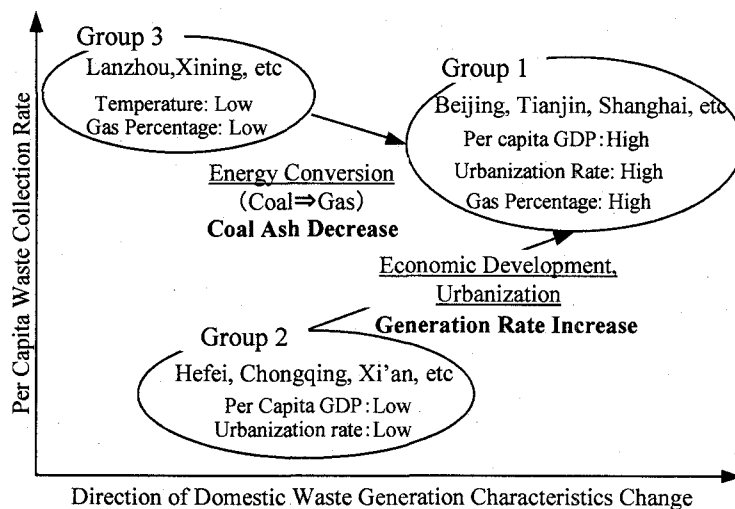 Per Capita Waste Collection Rate
Group 3
Lanzhou,Xining, etc
Temperature: Low
Gas Percentage: Low
Group 1
Beijing, Tianjin, Shanghai, etc
Per capita GDP:High
Urbanization Rate: High
Gas Percentage: High
Energy Conversion
(Coal⇒Gas)
Coal Ash Decrease
Economic Development,
Urbanization
Generation Rate Increase
Group 2
Hefei, Chongqing, Xi'an, etc
Per Capita GDP:Low
Urbanization rate:Low
Direction of Domestic Waste Generation Characteristics Change